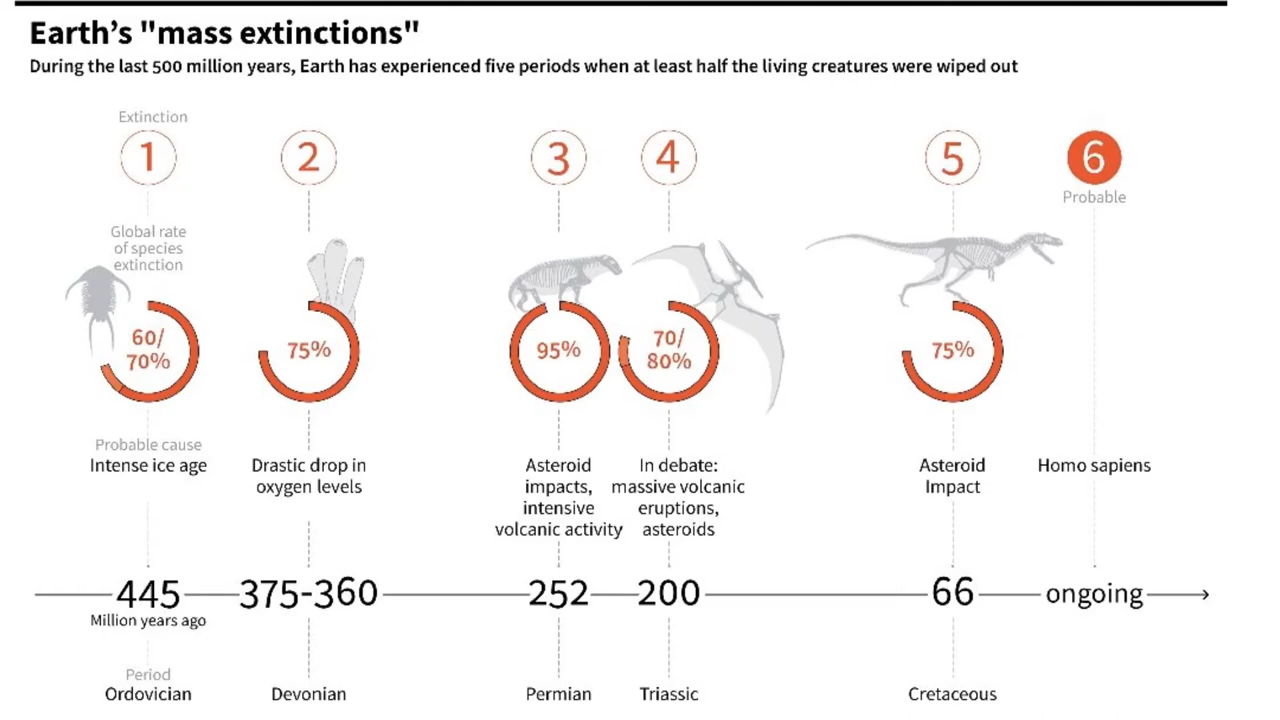 Earth's "mass extinctions"
During the last 500 million years, Earth has experienced five periods when at least half the living creatures were wiped out
Extinction
1
2
3
4
5
6
Probable
Global rate
of species
extinction
60/
70%
75%
95%
70/
80%
75%
Probable cause
Intense ice age
Drastic drop in
oxygen levels
Asteroid
impacts,
intensive
volcanic activity
In debate:
massive volcanic
eruptions,
asteroids
Asteroid
Impact
Homo sapiens
445
Million years ago
375-360
252
200
66
ongoing
Period
Ordovician
Devonian
Permian
Triassic
Cretaceous